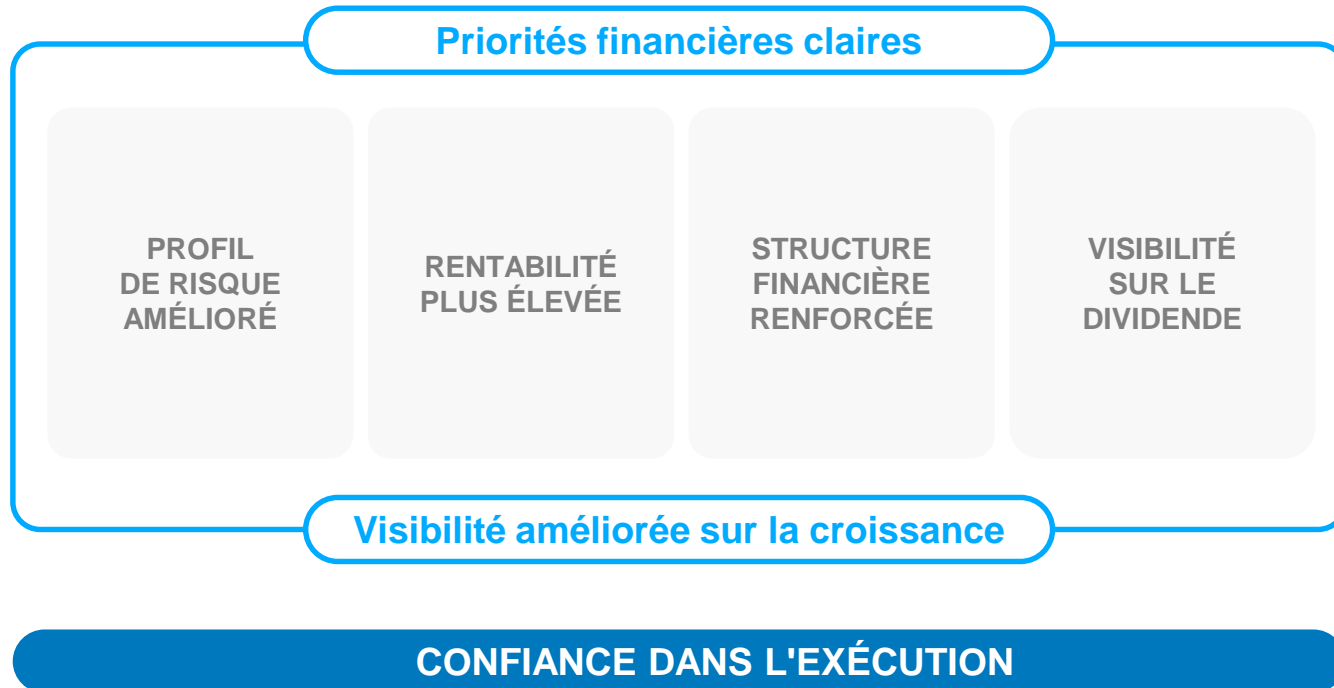 Priorités financières claires
PROFIL
DE RISQUE
AMÉLIORÉ
RENTABILITÉ
PLUS ÉLEVÉE
STRUCTURE
FINANCIÈRE
RENFORCÉE
VISIBILITÉ
SUR LE
DIVIDENDE
Visibilité améliorée sur la croissance
CONFIANCE DANS L'EXÉCUTION